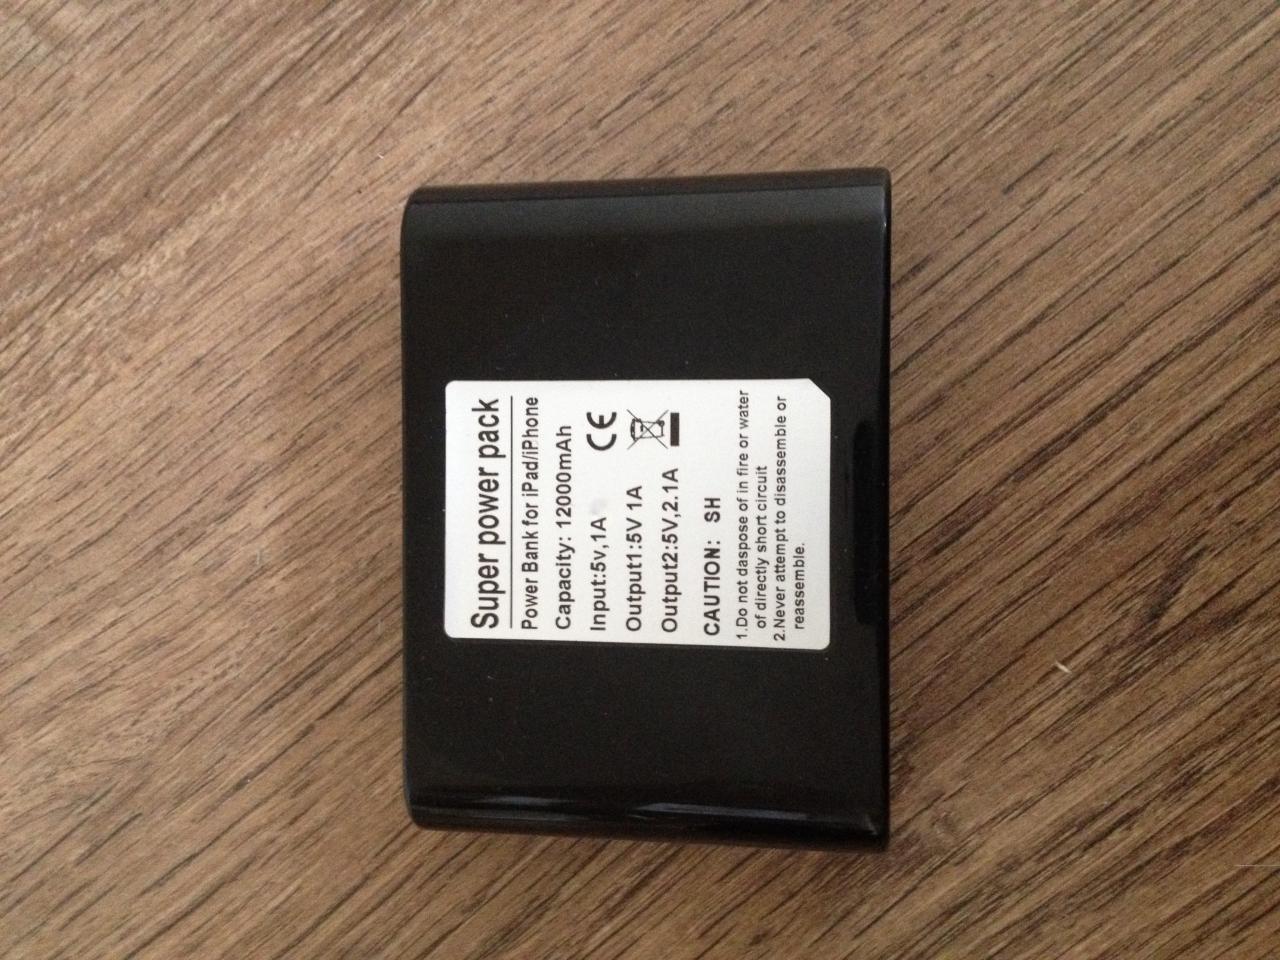 Super power pack
Power Bank for iPad/iPhone
Capacity: 12000mAh
Input:5v,1A
CE
Output1:5V 1A
Output2:5V,2.1A
CAUTION: SH
1.Do not daspose of in fire or water
of directly short circuit
2.Never attempt to disassemble or
reassemble.